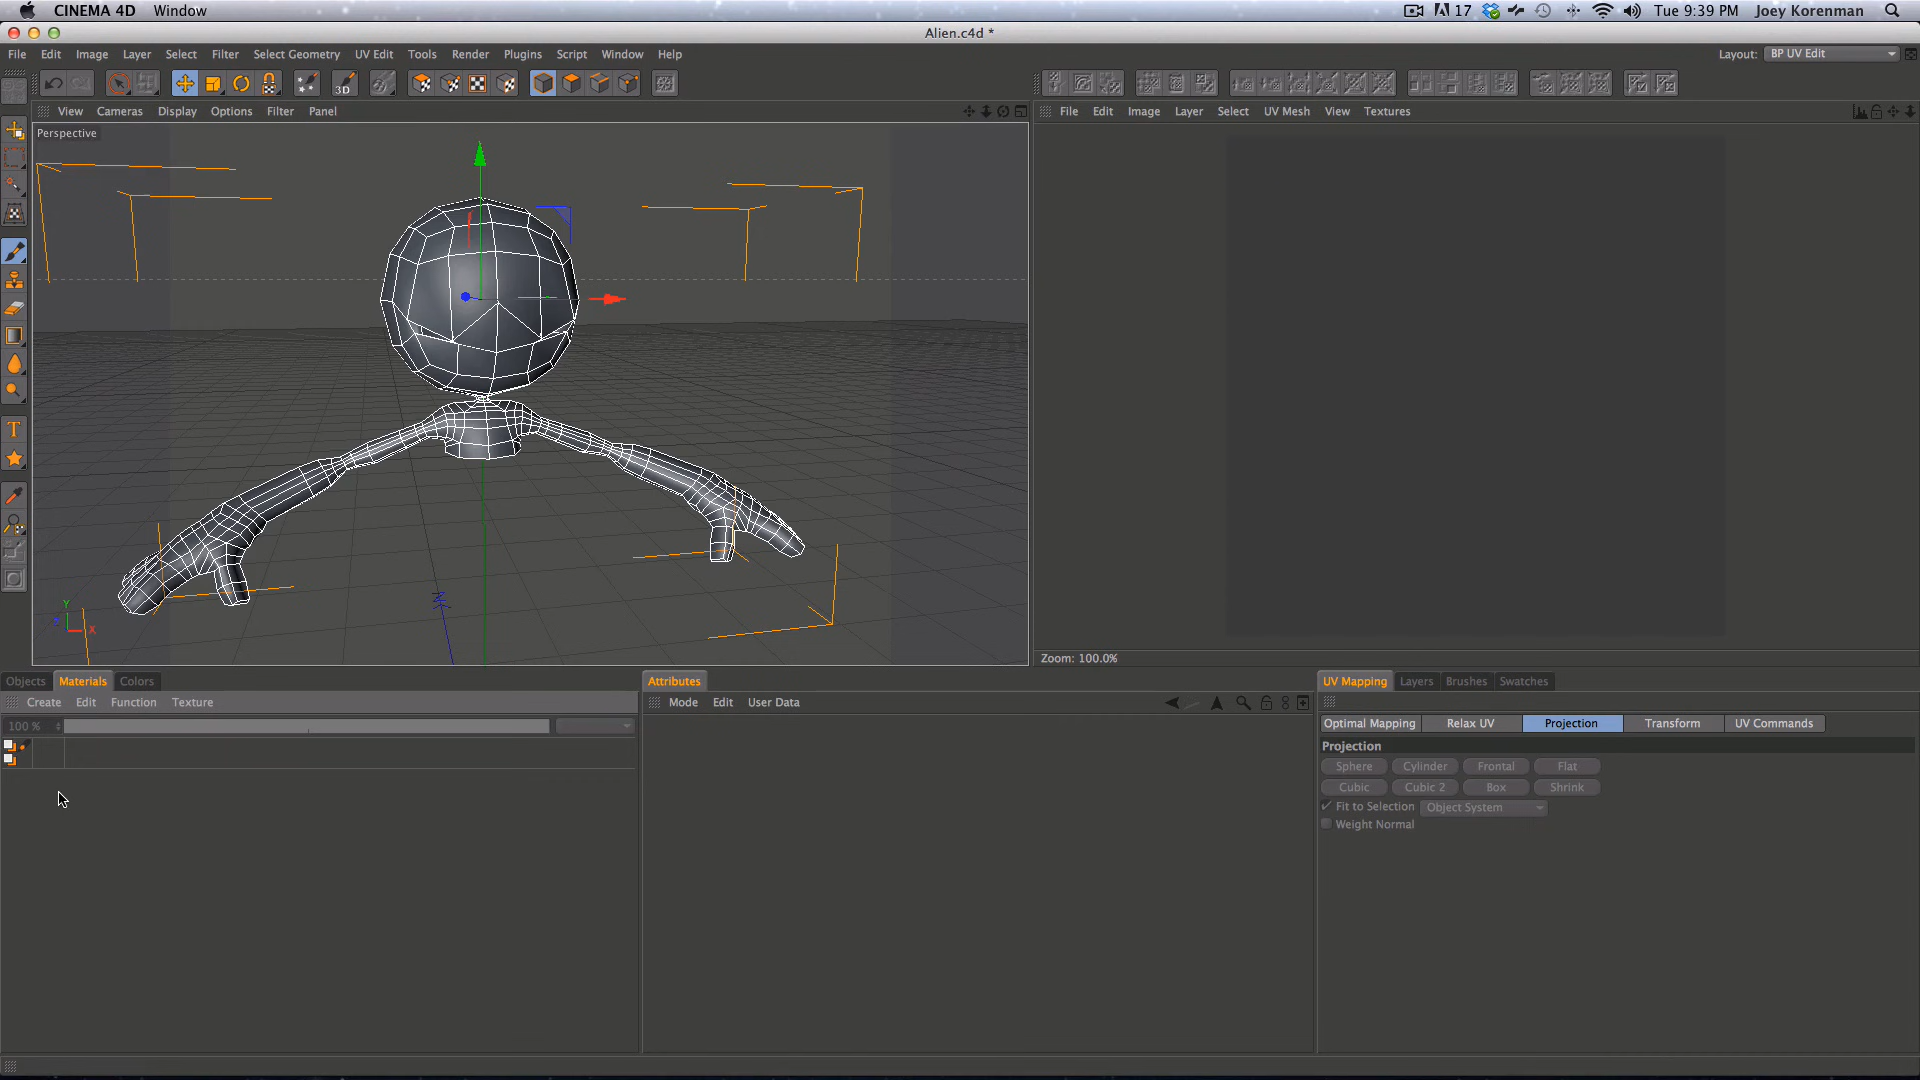 CINEMA 4D Window 17 Tue 9:39 PM Joey Korenman
Alien.c4d *
File Edit Image Layer Select Filter Select Geometry UV Edit Tools Render Plugins Script Window Help Layout: BP UV Edit
3D
View Cameras Display Options Filter Panel File Edit Image Layer Select UV Mesh View Textures
Perspective
Z
Y
X
T
Zoom: 100.0%
Objects Materials Colors Attributes UV Mapping Layers Brushes Swatches
Create Edit Function Texture Mode Edit User Data
100 % Optimal Mapping Relax UV Projection Transform UV Commands
Projection
Sphere Cylinder Frontal Flat
Cubic Cubic 2 Box Shrink
Fit to Selection Object System
Weight Normal